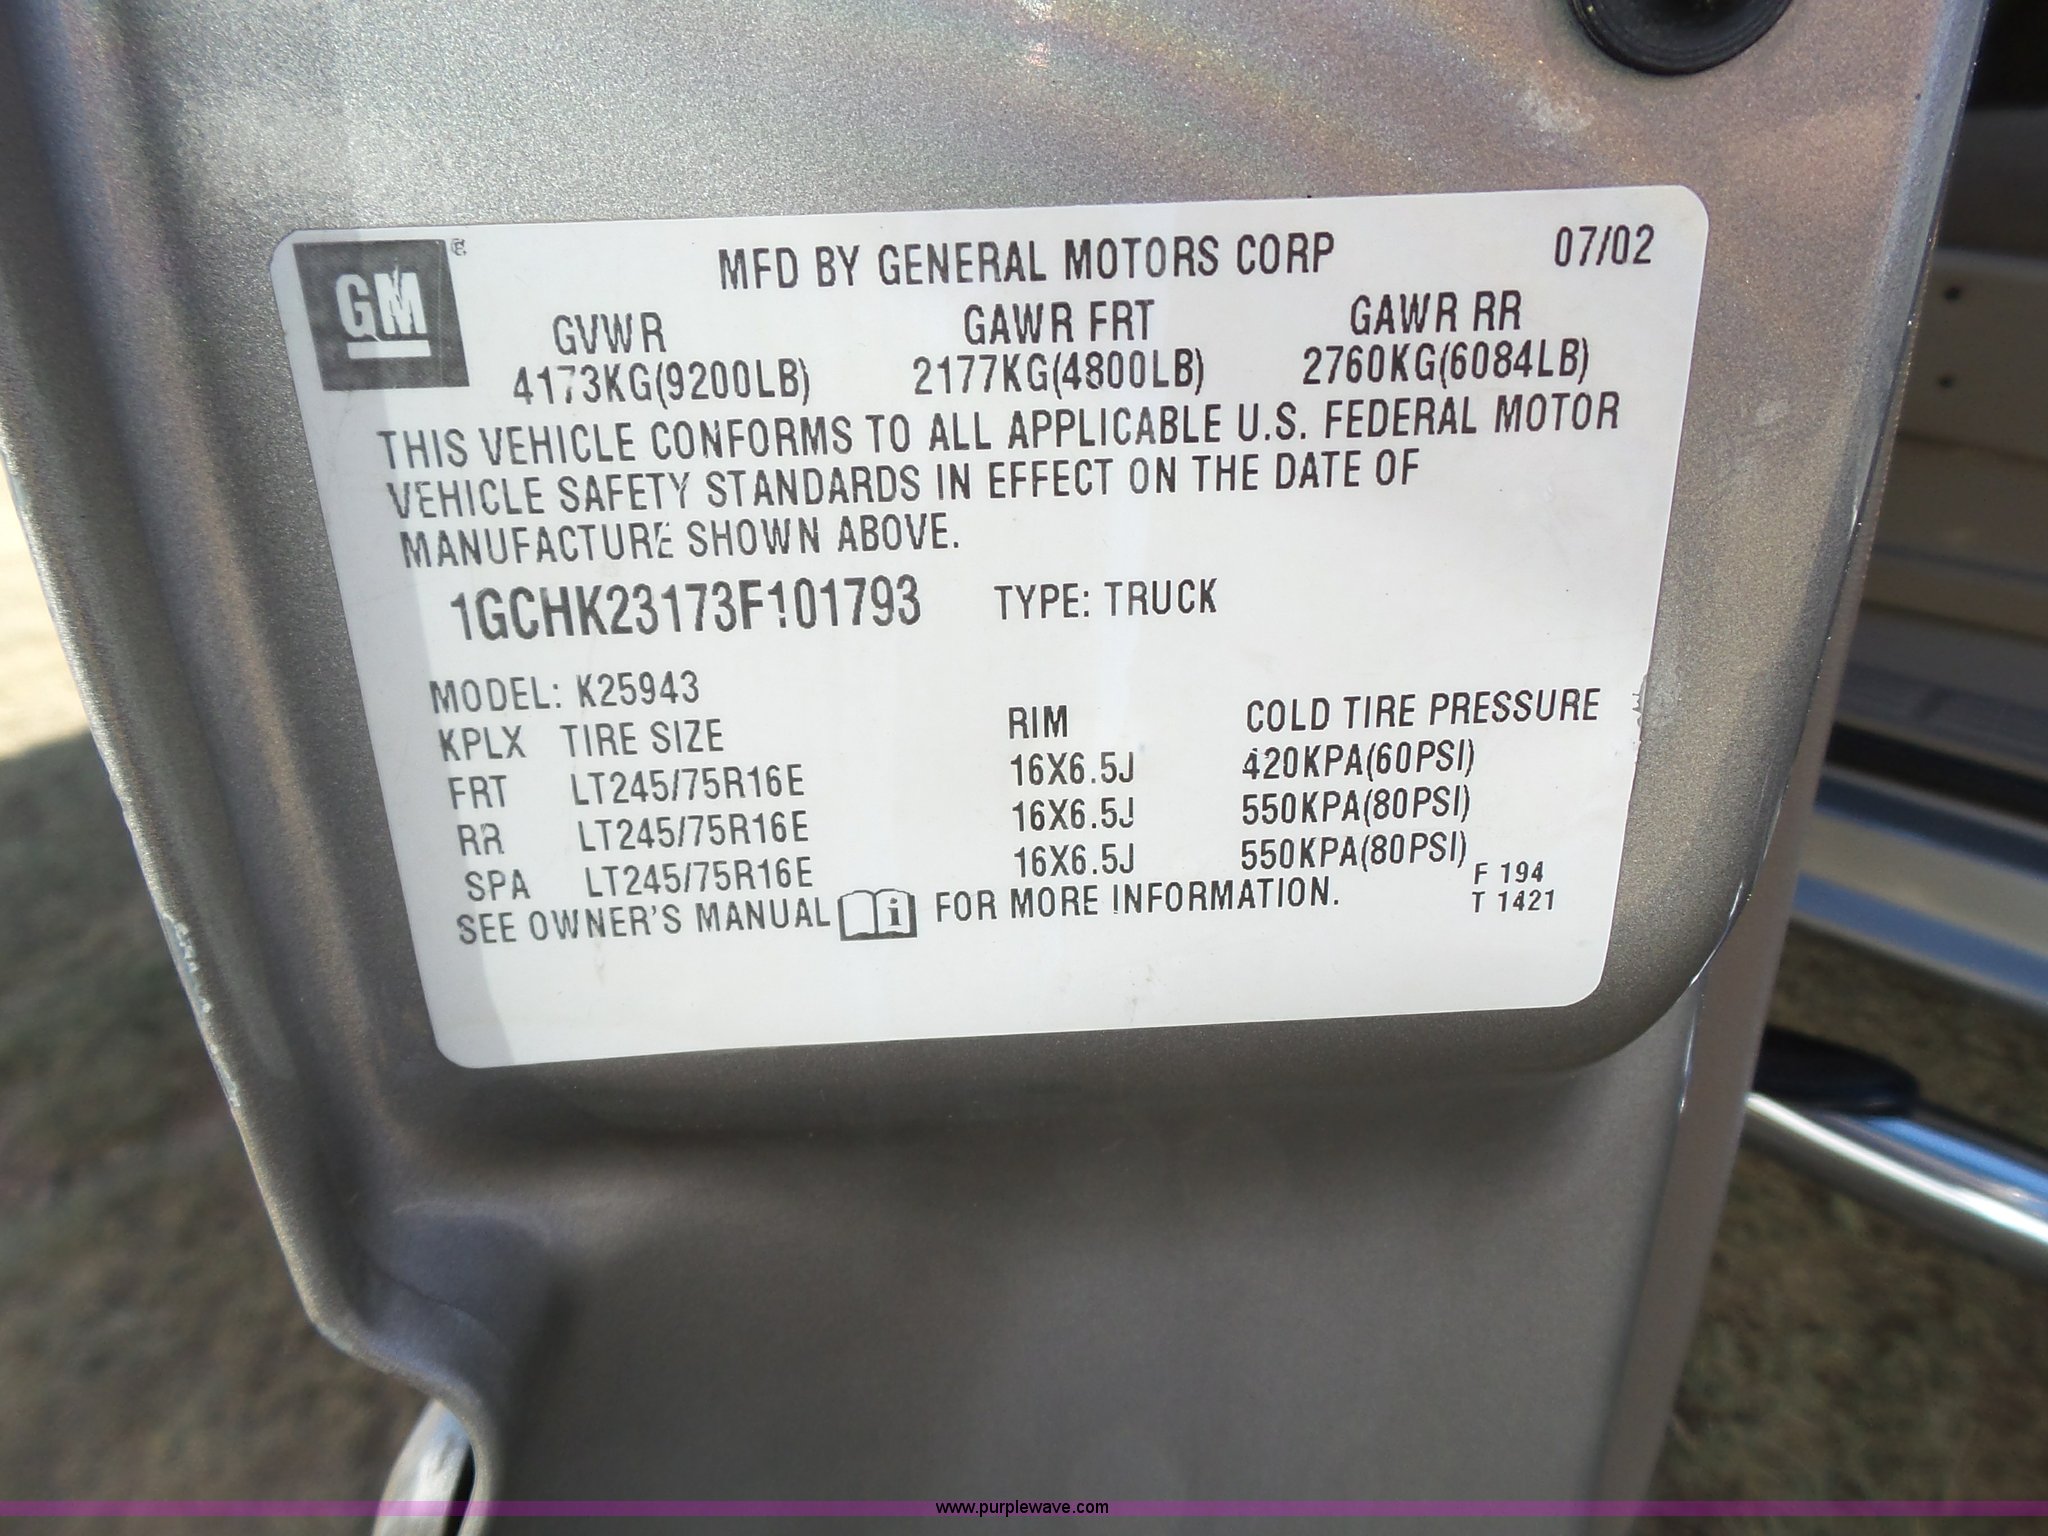 GM
MFD BY GENERAL MOTORS CORP 07/02
GVWR GAWR FRT GAWR RR
4173KG(9200LB) 2177KG(4800LB) 2760KG(6084LB)
THIS VEHICLE CONFORMS TO ALL APPLICABLE U.S. FEDERAL MOTOR
VEHICLE SAFETY STANDARDS IN EFFECT ON THE DATE OF
MANUFACTURE SHOWN ABOVE.
1GCHK23173F101793 TYPE: TRUCK
MODEL: K25943
KPLX TIRE SIZE RIM COLD TIRE PRESSURE
FRT LT245/75R16E 16X6.5J 420KPA(60PSI)
RR LT245/75R16E 16X6.5J 550KPA(80PSI)
SPA LT245/75R16E 16X6.5J 550KPA(80PSI)
SEE OWNER'S MANUAL i FOR MORE INFORMATION.
F 194
T 1421
www.purplewave.com